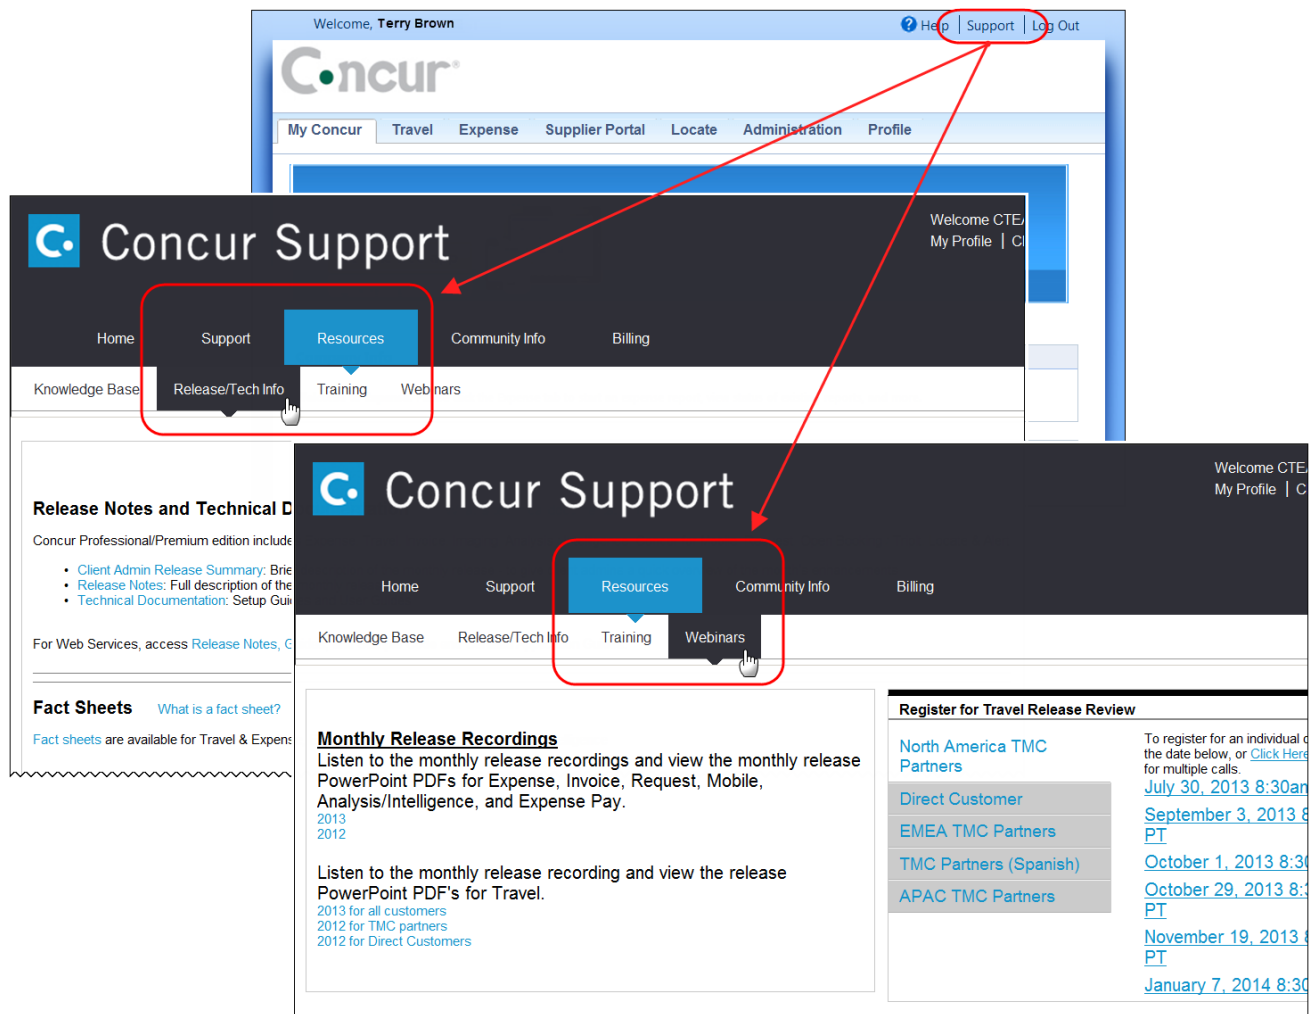 Welcome, Terry Brown
Help | Support | Log Out
Concur®
My Concur Travel Expense Supplier Portal Locate Administration Profile
C. Concur Support
Welcome CTE
My Profile |
Home Support Resources Community Info Billing
Knowledge Base Release/Tech Info Training Webinars
Release Notes and Technical D
Concur Professional/Premium edition include
• Client Admin Release Summary: Brie
• Release Notes: Full description of the
• Technical Documentation: Setup Gui
For Web Services, access Release Notes, G
Fact Sheets What is a fact sheet?
Fact sheets are available for Travel & Expens
C. Concur Support
Welcome CTE
My Profile | C
Home Support Resources Community Info Billing
Knowledge Base Release/Tech Info Training Webinars
Monthly Release Recordings
Listen to the monthly release recordings and view the monthly release
PowerPoint PDFs for Expense, Invoice, Request, Mobile,
Analysis/Intelligence, and Expense Pay.
2013
2012
Listen to the monthly release recording and view the release
PowerPoint PDF's for Travel.
2013 for all customers
2012 for TMC partners
2012 for Direct Customers
Register for Travel Release Review
North America TMC
Partners
Direct Customer
EMEA TMC Partners
TMC Partners (Spanish)
APAC TMC Partners
To register for an individual c
the date below, or Click Here
for multiple calls.
July 30, 2013 8:30am
September 3, 2013 8
PT
October 1, 2013 8:30
October 29, 2013 8:3
PT
November 19, 2013 8
PT
January 7, 2014 8:30